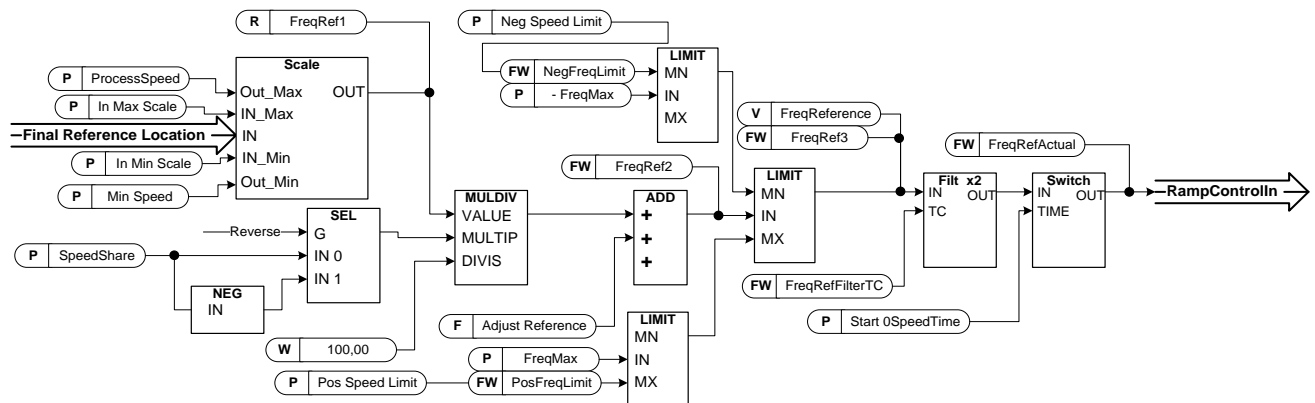 R FreqRef1
P Neg Speed Limit
Scale
LIMIT
P ProcessSpeed
Out_Max OUT
FW NegFreqLimit
MN
P In Max Scale
IN_Max
P - FreqMax
IN
V FreqReference
Final Reference Location
IN
MX
FW FreqRef3
P In Min Scale
IN_Min
FW FreqRef2
FW FreqRefActual
P Min Speed
Out_Min
LIMIT
Filt x2
Switch
MULDIV
ADD
MN
IN OUT
IN OUT
RampControlIn
SEL
VALUE
+
IN
TC
TIME
Reverse
G
MULTIP
+
MX
P SpeedShare
IN 0
DIVIS
+
IN 1
FW FreqRefFilterTC
NEG
IN
LIMIT
F Adjust Reference
MN
P Start 0SpeedTime
W 100,00
P FreqMax
IN
P Pos Speed Limit
FW PosFreqLimit
MX